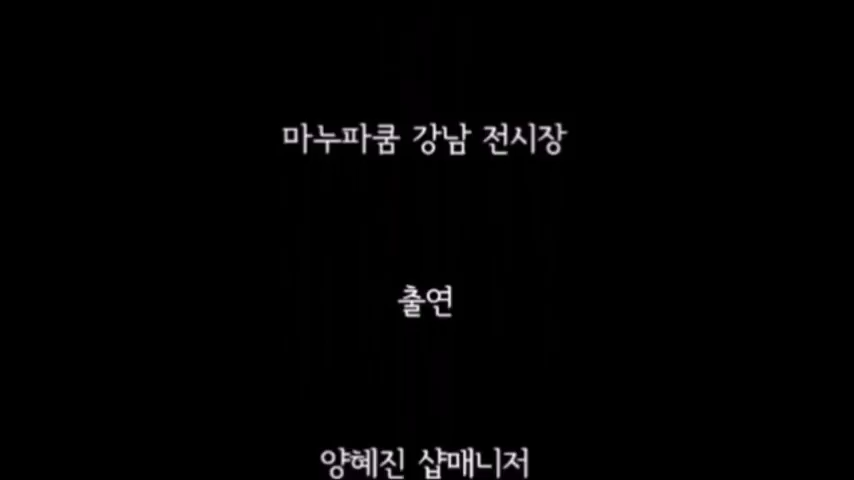 마누파쿰 강남 전시장
출연
양혜진 샵매니저